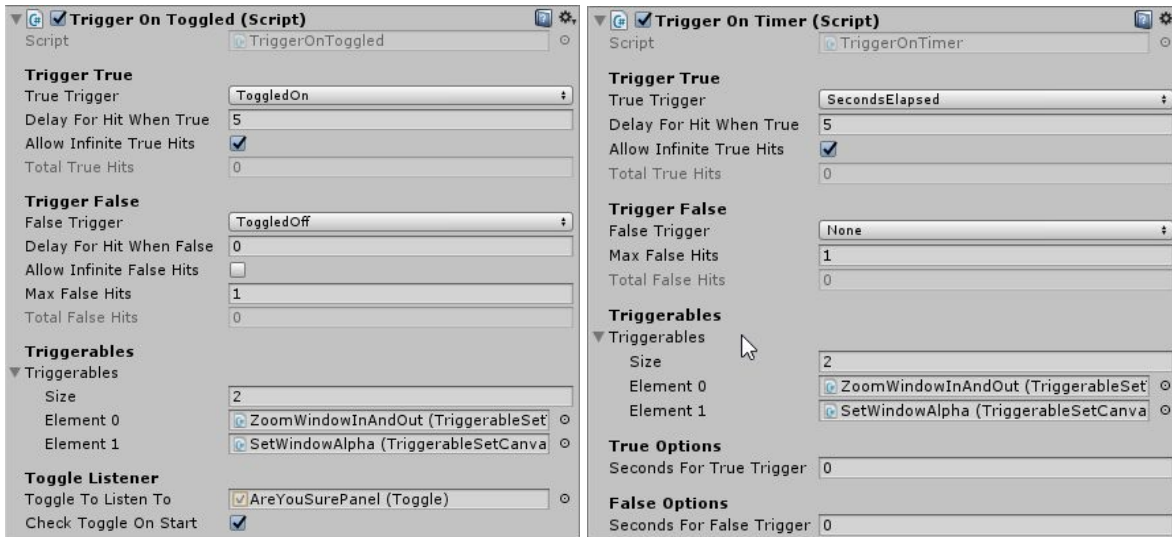 Trigger On Toggled (Script)
Script TriggerOnToggled
Trigger True
True Trigger ToggledOn
Delay For Hit When True 5
Allow Infinite True Hits
Total True Hits 0
Trigger False
False Trigger ToggledOff
Delay For Hit When False 0
Allow Infinite False Hits
Max False Hits 1
Total False Hits 0
Triggerables
Triggerables
Size 2
Element 0 ZoomWindowInAndOut (TriggerableSet
Element 1 SetWindowAlpha (TriggerableSetCanva
Toggle Listener
Toggle To Listen To AreYouSurePanel (Toggle)
Check Toggle On Start
Trigger On Timer (Script)
Script TriggerOnTimer
Trigger True
True Trigger SecondsElapsed
Delay For Hit When True 5
Allow Infinite True Hits
Total True Hits 0
Trigger False
False Trigger None
Max False Hits 1
Total False Hits 0
Triggerables
Triggerables
Size 2
Element 0 ZoomWindowInAndOut (TriggerableSet
Element 1 SetWindowAlpha (TriggerableSetCanva
True Options
Seconds For True Trigger 0
False Options
Seconds For False Trigger 0